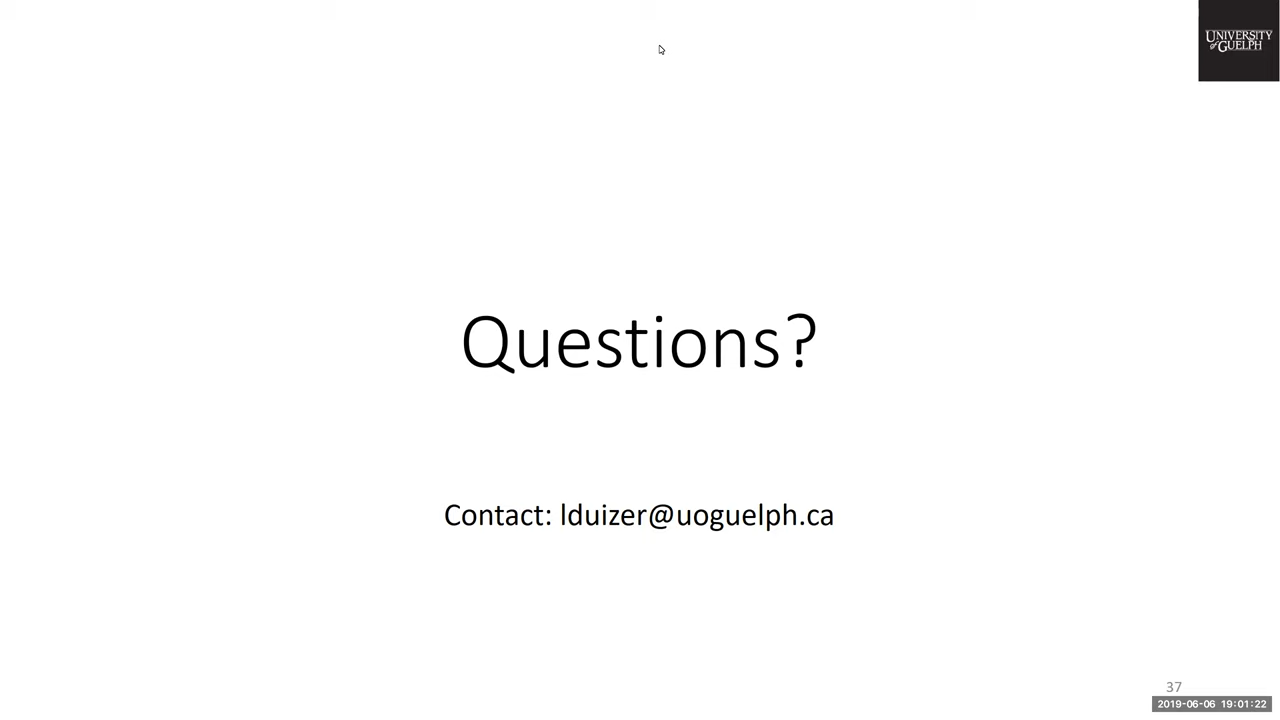 UNIVERSITY
of GUELPH
Questions?
Contact: lduizer@uoguelph.ca
37
2019-06-06 19:01:22